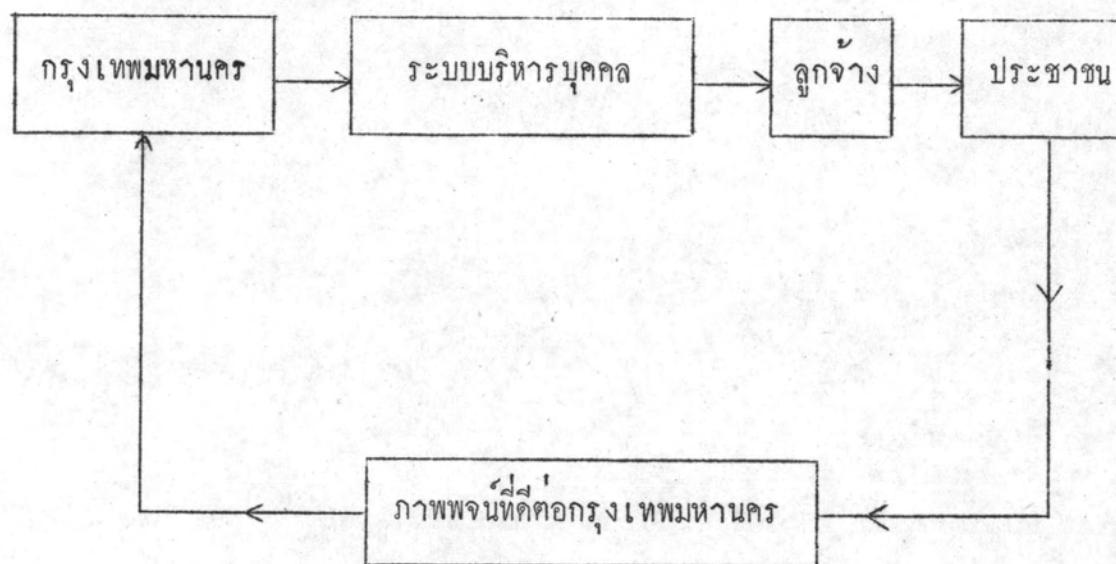 กรุงเทพมหานคร
ระบบบริหารบุคคล
ลูกจ้าง
ประชาชน
ภาพพจน์ที่ดีต่อกรุงเทพมหานคร